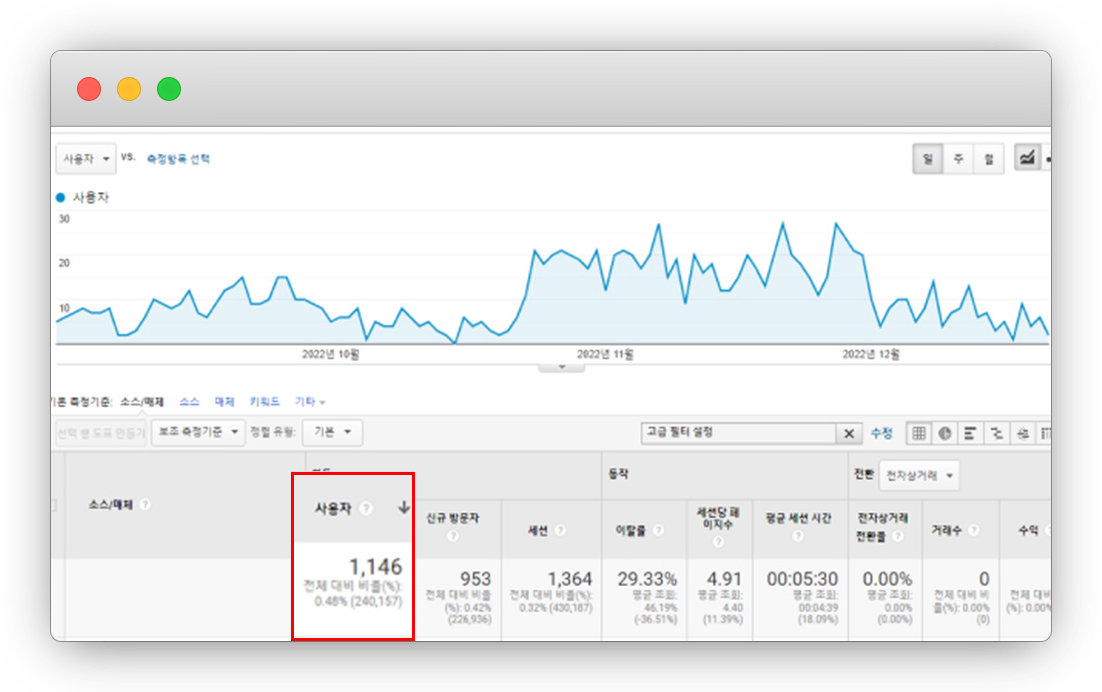 사용자 vs. 측정항목 선택 일 주 월
사용자
30
20
10
2022년 10월 2022년 11월 2022년 12월
기본 측정기준: 소스/매체 소스 매체 키워드 기타
선택 행 도표 만들기 보조 측정기준 정렬 유형: 기본 고급 필터 설정 수정
동작 전환 전자상거래
소스/매체 사용자 신규 방문자 세션 이탈률 세션당 페이지수 평균 세션 시간 전자상거래 전환율 거래수 수익
1,146
전체 대비 비율(%):
0.48% (240,157)
953
전체 대비 비율
(%): 0.42%
(226,936)
1,364
전체 대비 비율(%):
0.32% (430,187)
29.33%
평균 조회:
46.19%
(-36.51%)
4.91
평균 조회:
4.40
(11.39%)
00:05:30
평균 조회:
00:04:39
(18.09%)
0.00%
평균 조회:
0.00%
(0.00%)
0
전체 대비 비
율(%): 0.00%
(0)
전체 대비
(%): 0.00%